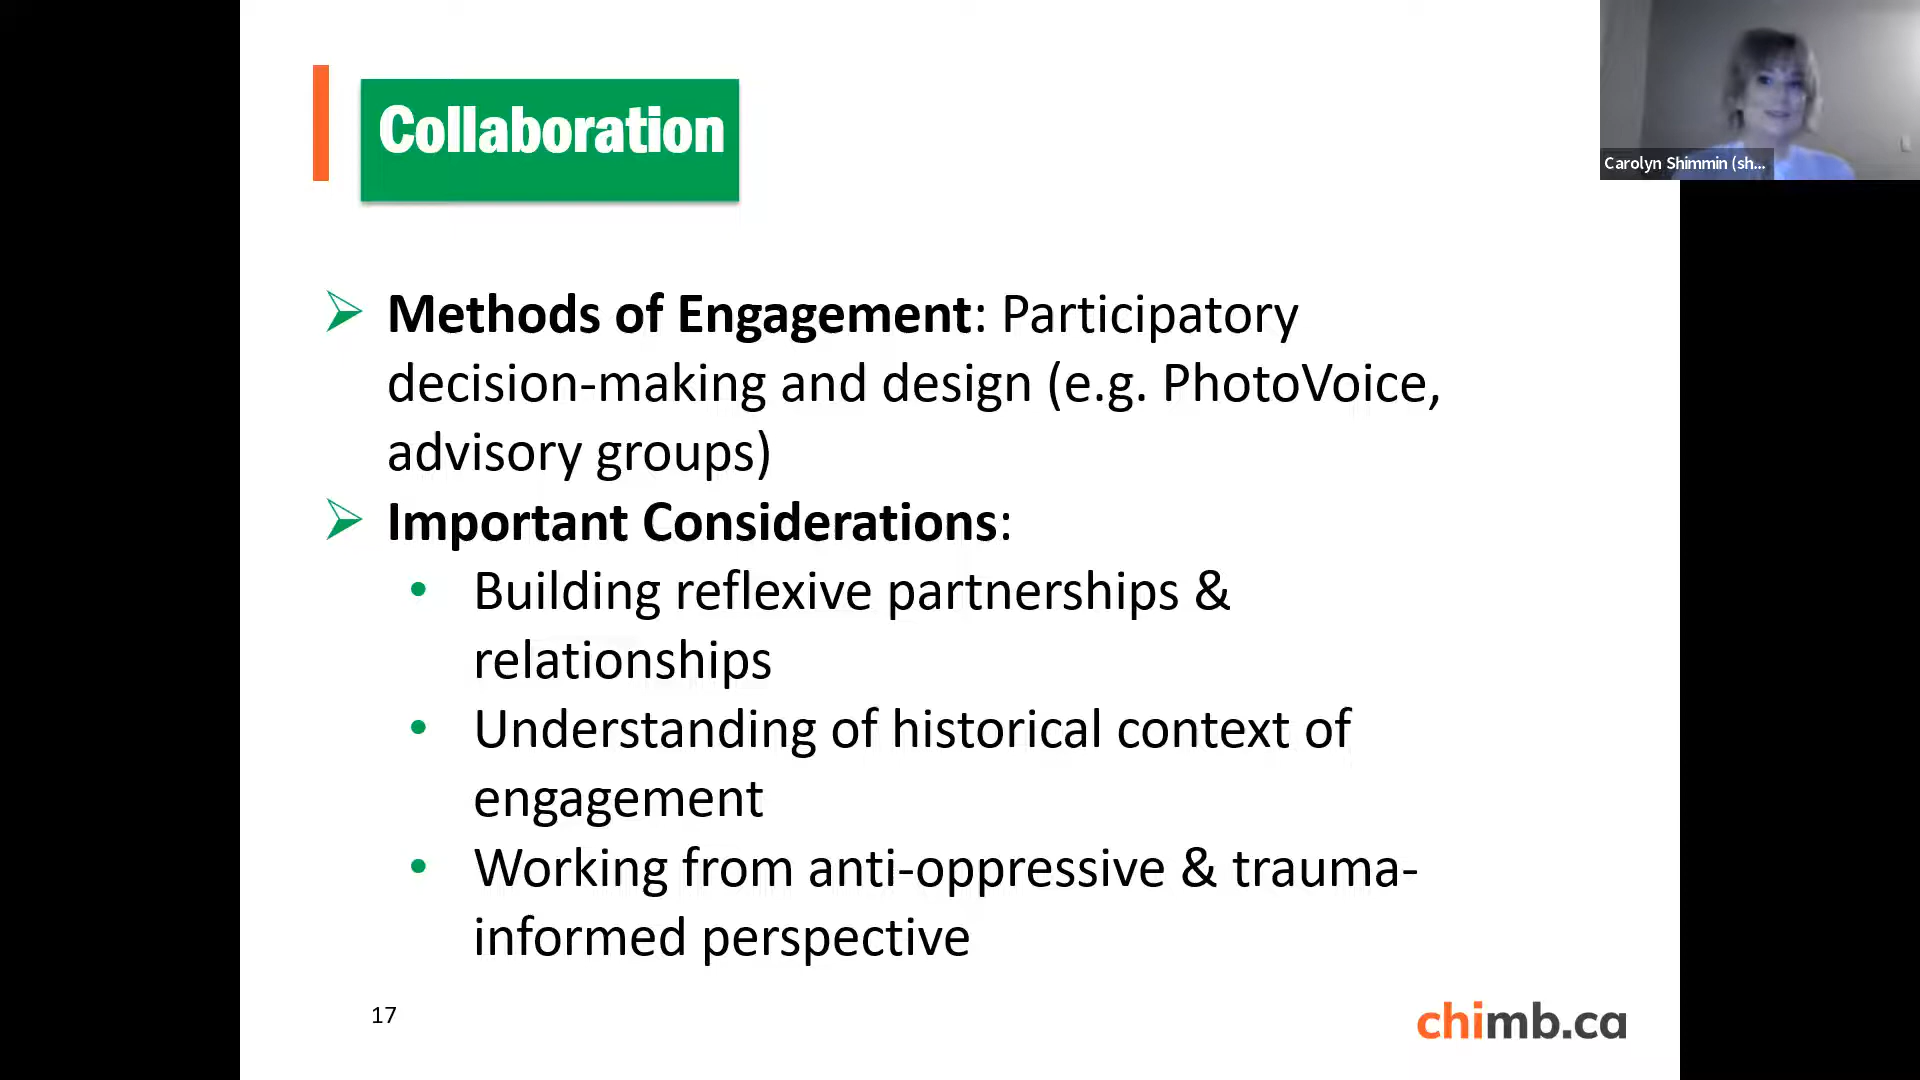 Collaboration
Carolyn Shimmin (sh...
Methods of Engagement: Participatory
decision-making and design (e.g. PhotoVoice,
advisory groups)
Important Considerations:
• Building reflexive partnerships &
relationships
• Understanding of historical context of
engagement
• Working from anti-oppressive & trauma-
informed perspective
17
chimb.ca